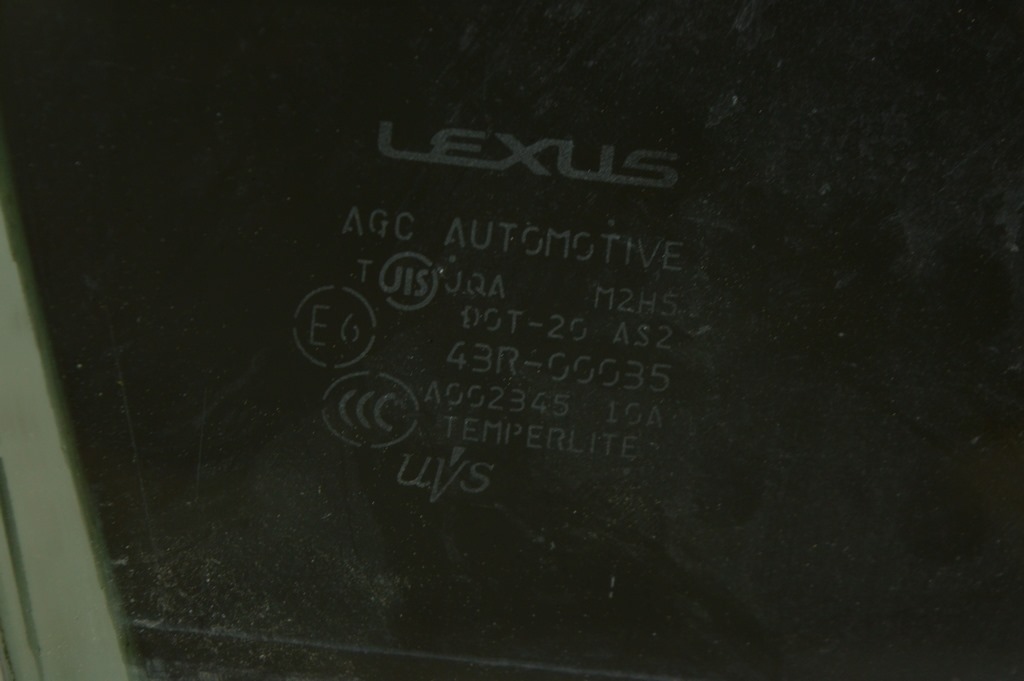 LEXUS
AGC AUTOMOTIVE
T JIS JQA M2H5
DOT-20 AS2
E6 43R-00035
CCC A002345 10A
TEMPERLITE
UVS